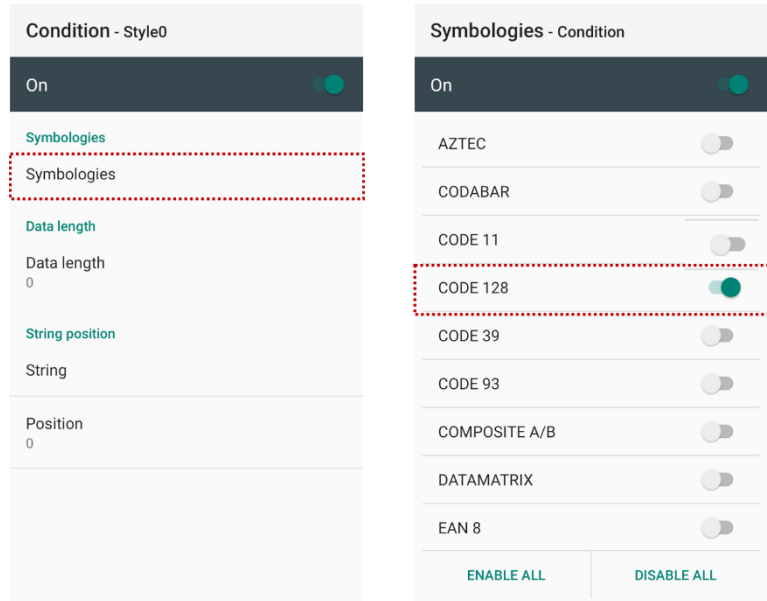 Condition - Style0
On
Symbologies
Symbologies
Data length
Data length
0
String position
String
Position
0
Symbologies - Condition
On
AZTEC
CODABAR
CODE 11
CODE 128
CODE 39
CODE 93
COMPOSITE A/B
DATAMATRIX
EAN 8
ENABLE ALL
DISABLE ALL